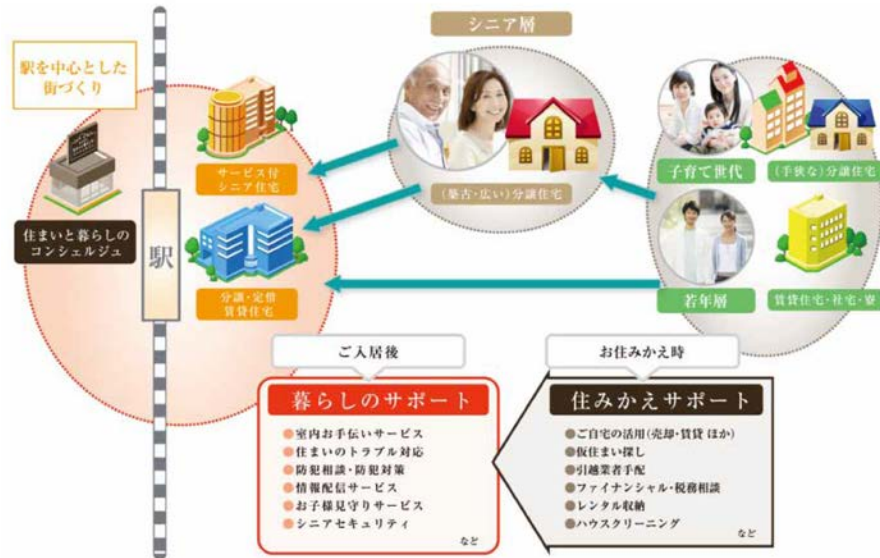 駅を中心とした
街づくり
住まいと暮らしの
コンシェルジュ
駅
サービス付
シニア住宅
分譲・定借
賃貸住宅
シニア層
(築古・広い)分譲住宅
子育て世代
(手狭な)分譲住宅
若年層
賃貸住宅・社宅・寮
ご入居後
暮らしのサポート
●室内お手伝いサービス
●住まいのトラブル対応
●防犯相談・防犯対策
●情報配信サービス
●お子様見守りサービス
●シニアセキュリティ
など
お住みかえ時
住みかえサポート
●ご自宅の活用(売却・賃貸 ほか)
●仮住まい探し
●引越業者手配
●ファイナンシャル・税務相談
●レンタル収納
●ハウスクリーニング
など